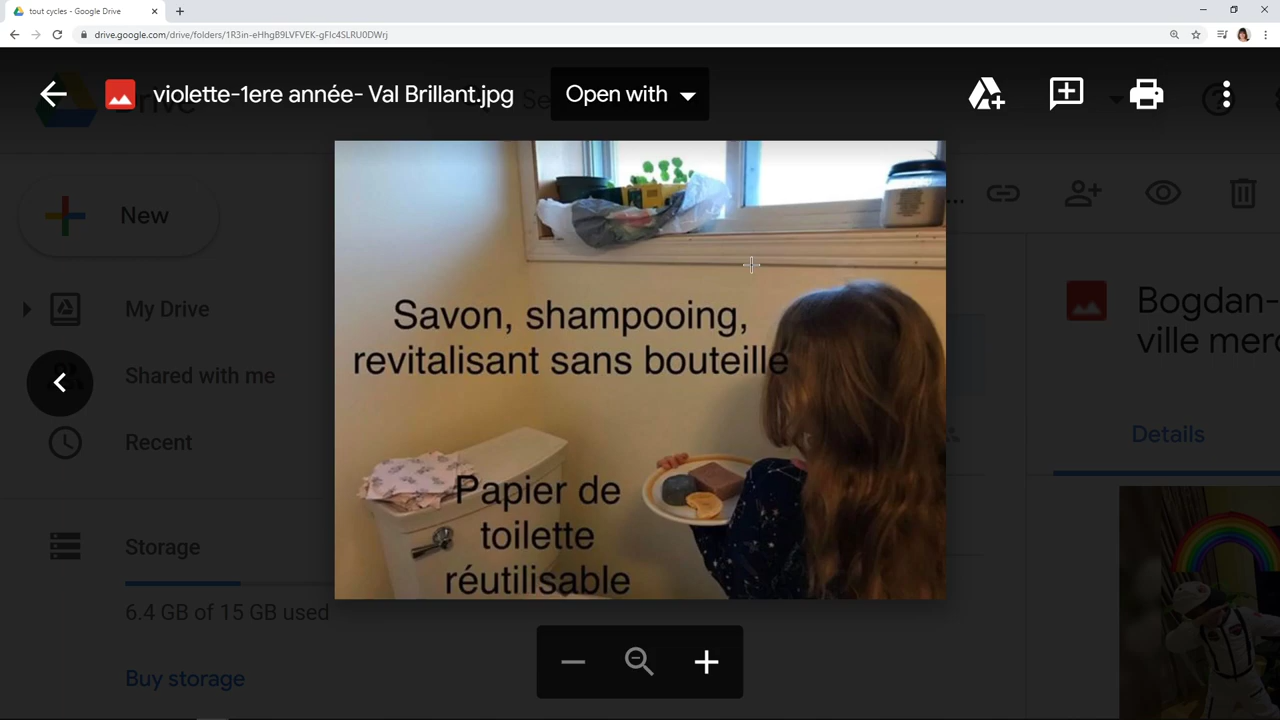 tout cycles - Google Drive
drive.google.com/drive/folders/1R3in-eHhgB9LVFVEK-gFIc4SLRU0DWrj
violette-1ere année- Val Brillant.jpg
Open with
New
My Drive
Shared with me
Recent
Storage
6.4 GB of 15 GB used
Buy storage
Savon, shampooing,
revitalisant sans bouteille
Papier de
toilette
réutilisable
Bogdan-
ville merc
Details